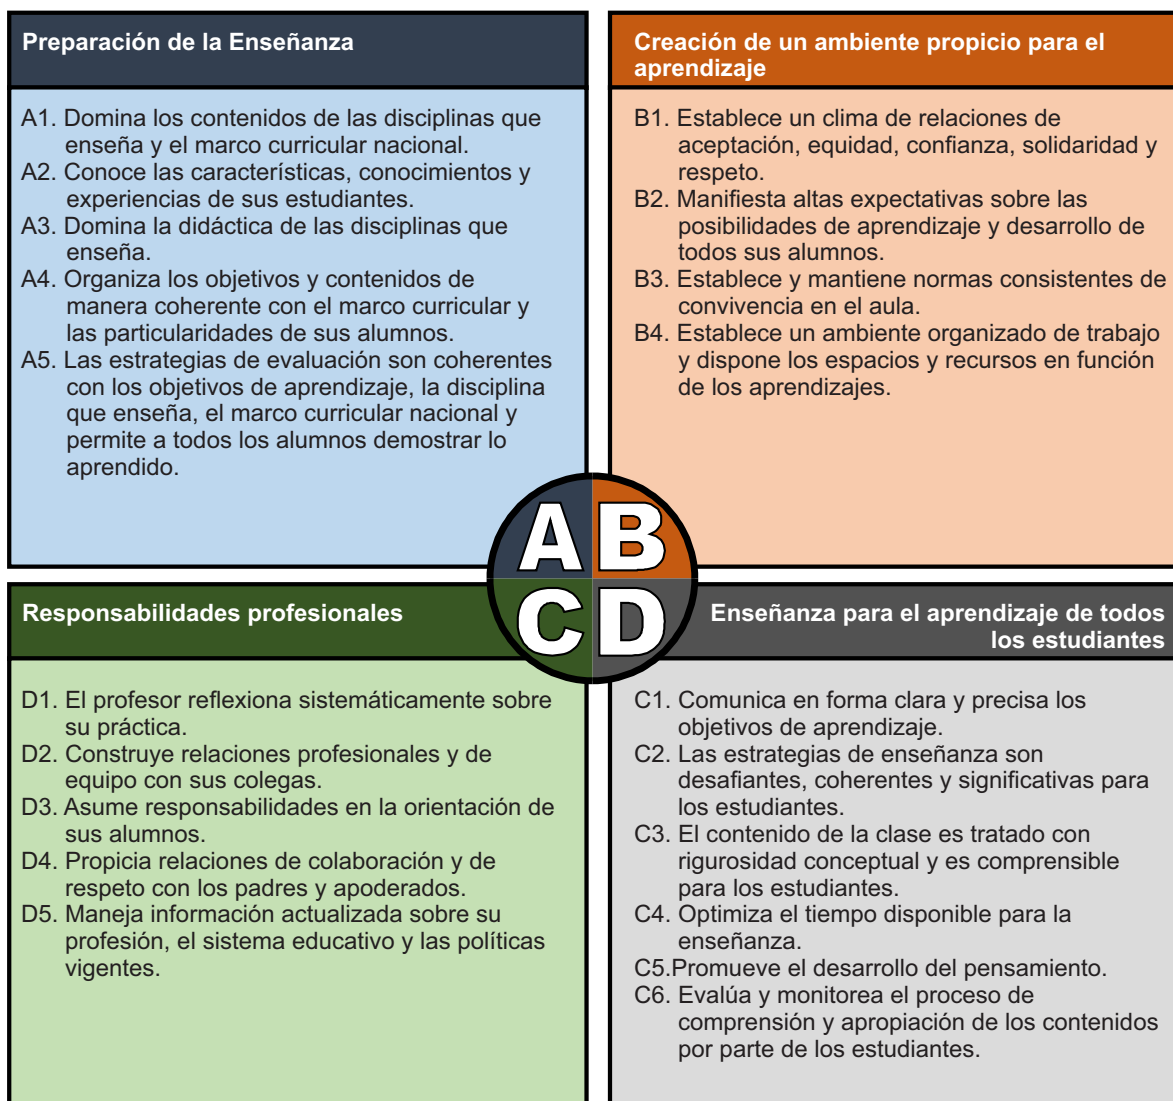 Preparación de la Enseñanza
A1. Domina los contenidos de las disciplinas que
enseña y el marco curricular nacional.
A2. Conoce las características, conocimientos y
experiencias de sus estudiantes.
A3. Domina la didáctica de las disciplinas que
enseña.
A4. Organiza los objetivos y contenidos de
manera coherente con el marco curricular y
las particularidades de sus alumnos.
A5. Las estrategias de evaluación son coherentes
con los objetivos de aprendizaje, la disciplina
que enseña, el marco curricular nacional y
permite a todos los alumnos demostrar lo
aprendido.
Creación de un ambiente propicio para el
aprendizaje
B1. Establece un clima de relaciones de
aceptación, equidad, confianza, solidaridad y
respeto.
B2. Manifiesta altas expectativas sobre las
posibilidades de aprendizaje y desarrollo de
todos sus alumnos.
B3. Establece y mantiene normas consistentes de
convivencia en el aula.
B4. Establece un ambiente organizado de trabajo
y dispone los espacios y recursos en función
de los aprendizajes.
A B
C D
Responsabilidades profesionales
D1. El profesor reflexiona sistemáticamente sobre
su práctica.
D2. Construye relaciones profesionales y de
equipo con sus colegas.
D3. Asume responsabilidades en la orientación de
sus alumnos.
D4. Propicia relaciones de colaboración y de
respeto con los padres y apoderados.
D5. Maneja información actualizada sobre su
profesión, el sistema educativo y las políticas
vigentes.
Enseñanza para el aprendizaje de todos
los estudiantes
C1. Comunica en forma clara y precisa los
objetivos de aprendizaje.
C2. Las estrategias de enseñanza son
desafiantes, coherentes y significativas para
los estudiantes.
C3. El contenido de la clase es tratado con
rigurosidad conceptual y es comprensible
para los estudiantes.
C4. Optimiza el tiempo disponible para la
enseñanza.
C5.Promueve el desarrollo del pensamiento.
C6. Evalúa y monitorea el proceso de
comprensión y apropiación de los contenidos
por parte de los estudiantes.